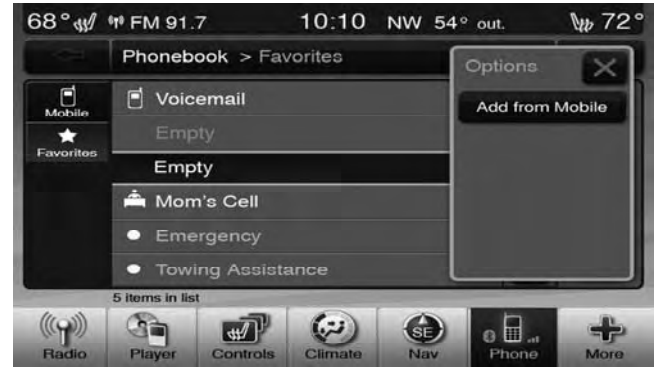 68° FM 91.7 10:10 NW 54° out. 72°
Phonebook > Favorites
Options
Mobile
Voicemail
Add from Mobile
Favorites
Empty
Empty
Mom's Cell
Emergency
Towing Assistance
5 items in list
Radio Player Controls Climate SE Nav Phone More